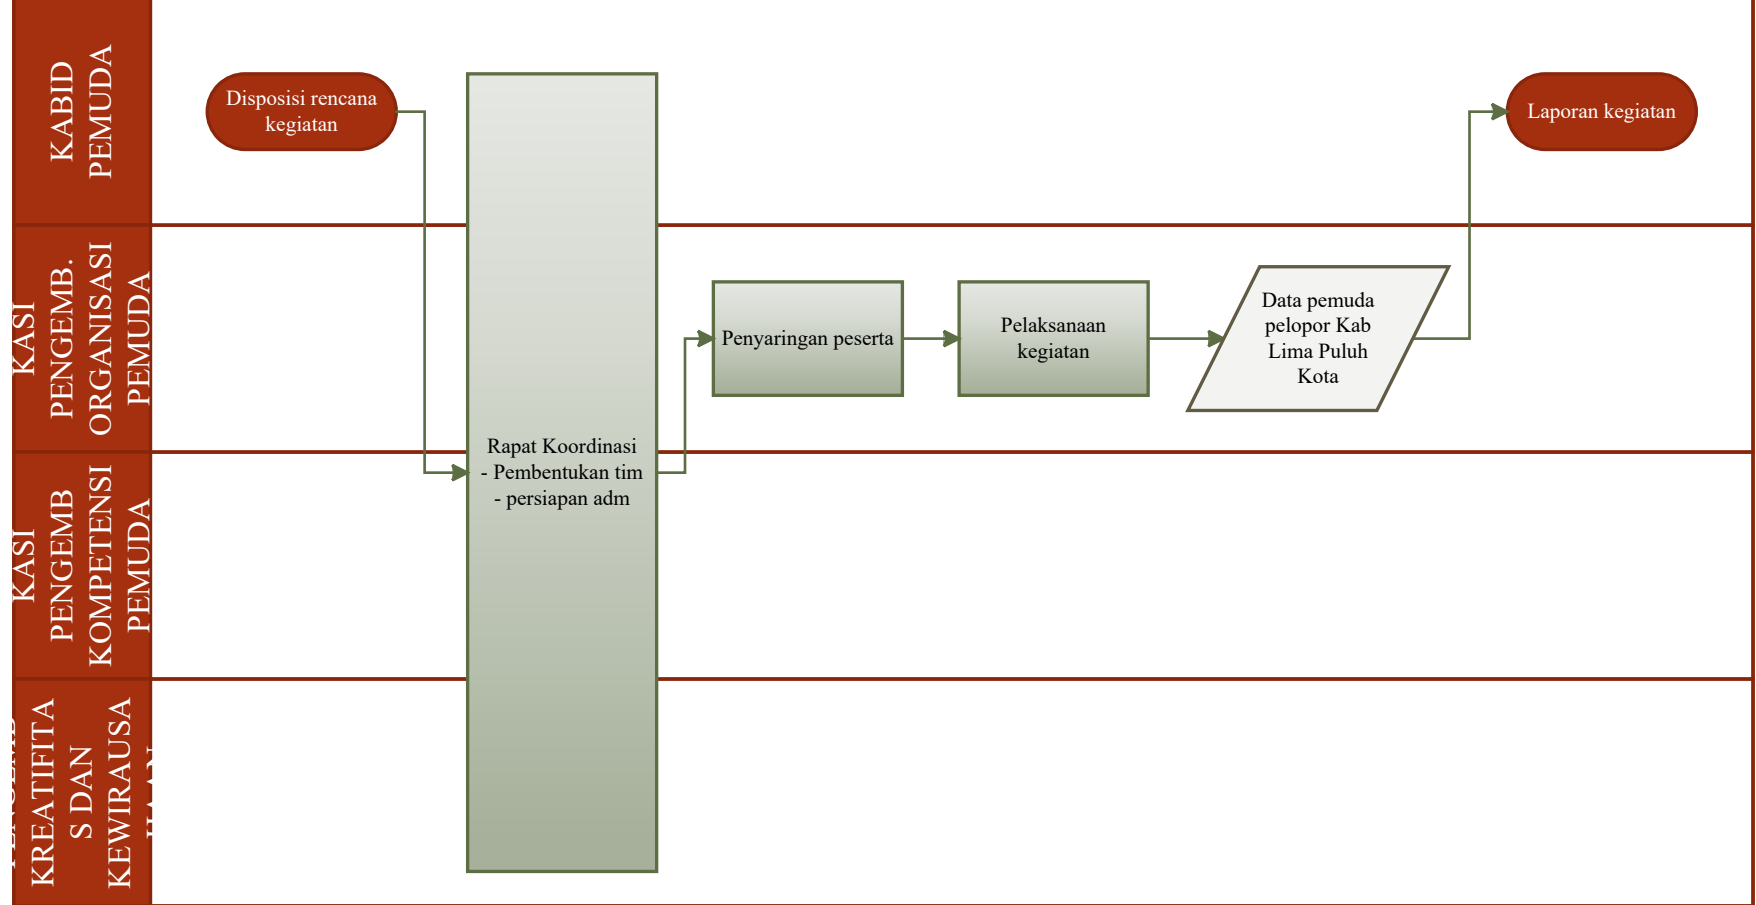 KABID
PEMUDA
Disposisi rencana
kegiatan
Laporan kegiatan
KASI
PENGEMB.
ORGANISASI
PEMUDA
Penyaringan peserta
Pelaksanaan
kegiatan
Data pemuda
pelopor Kab
Lima Puluh
Kota
Rapat Koordinasi
- Pembentukan tim
- persiapan adm
KASI
PENGEMB
KOMPETENSI
PEMUDA
KREATIFITA
S DAN
KEWIRAUSA